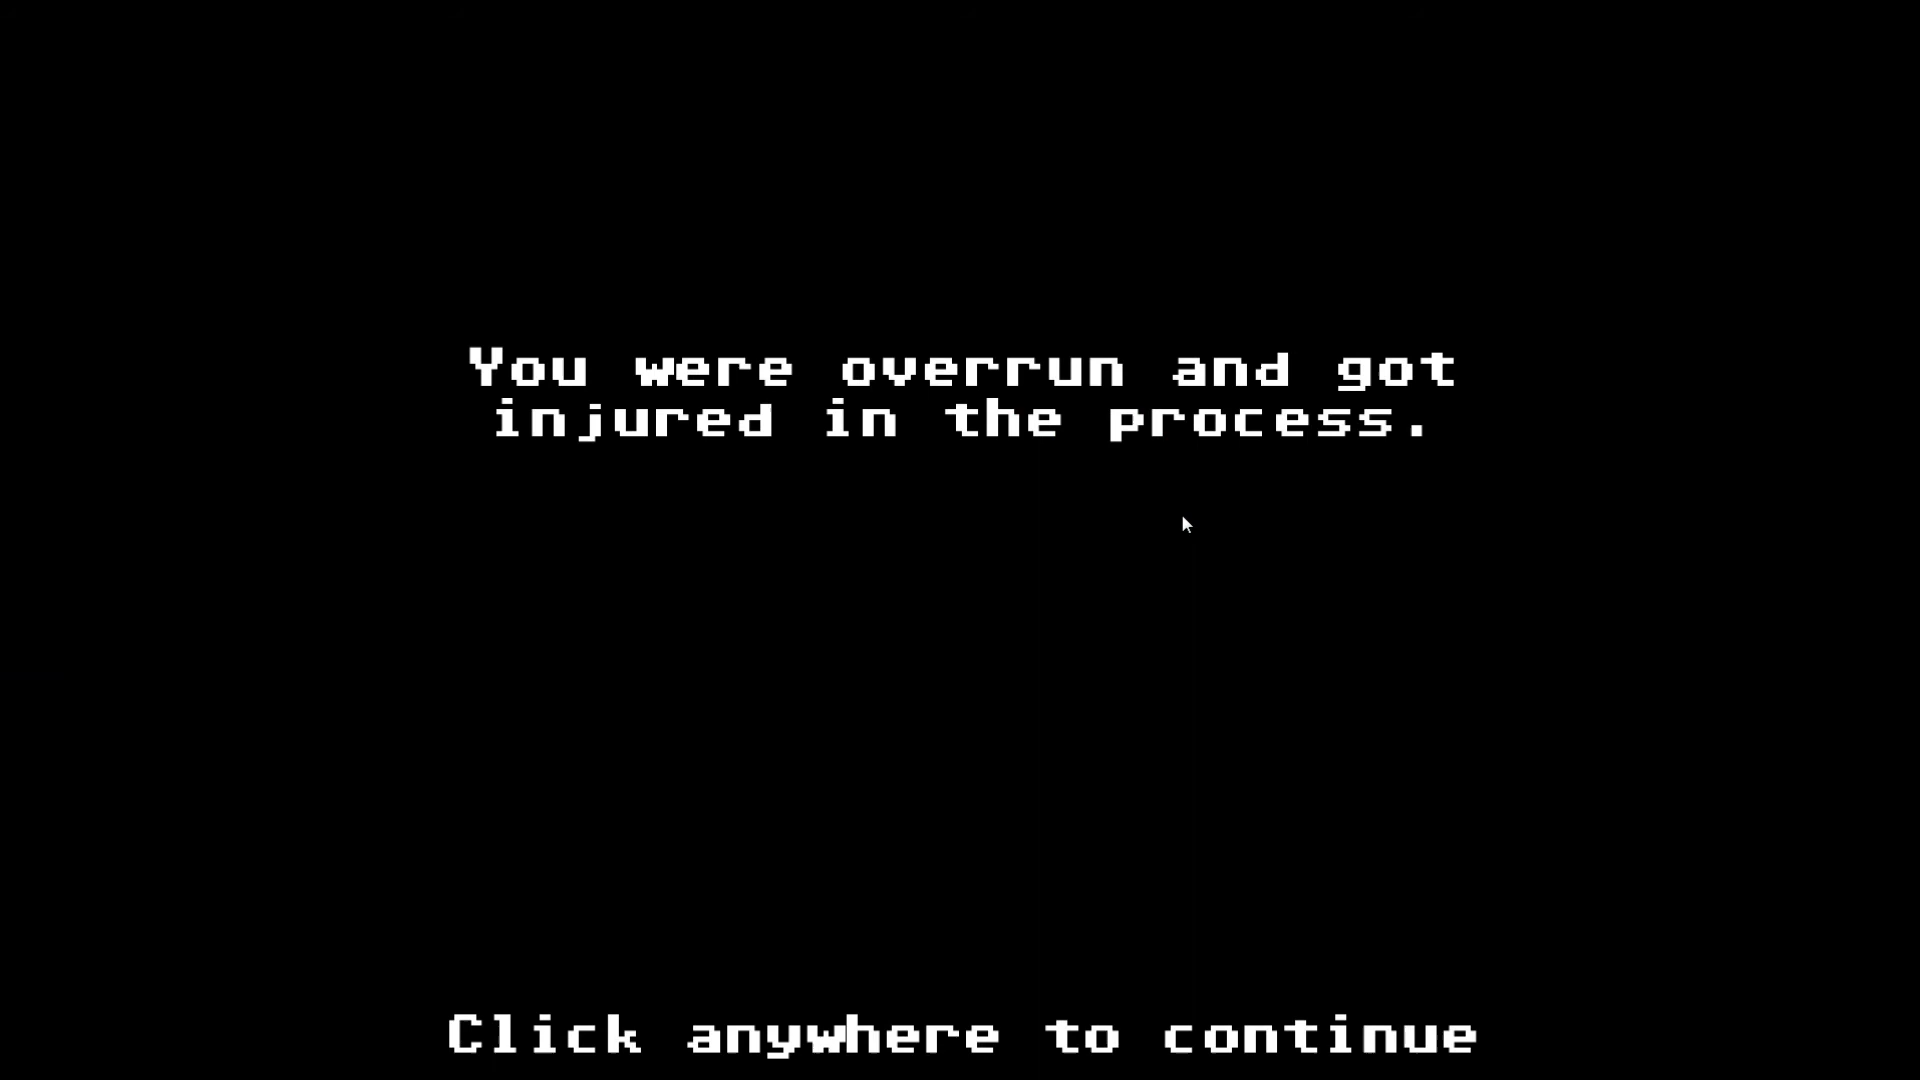 You were overrun and got
injured in the process.
Click anywhere to continue